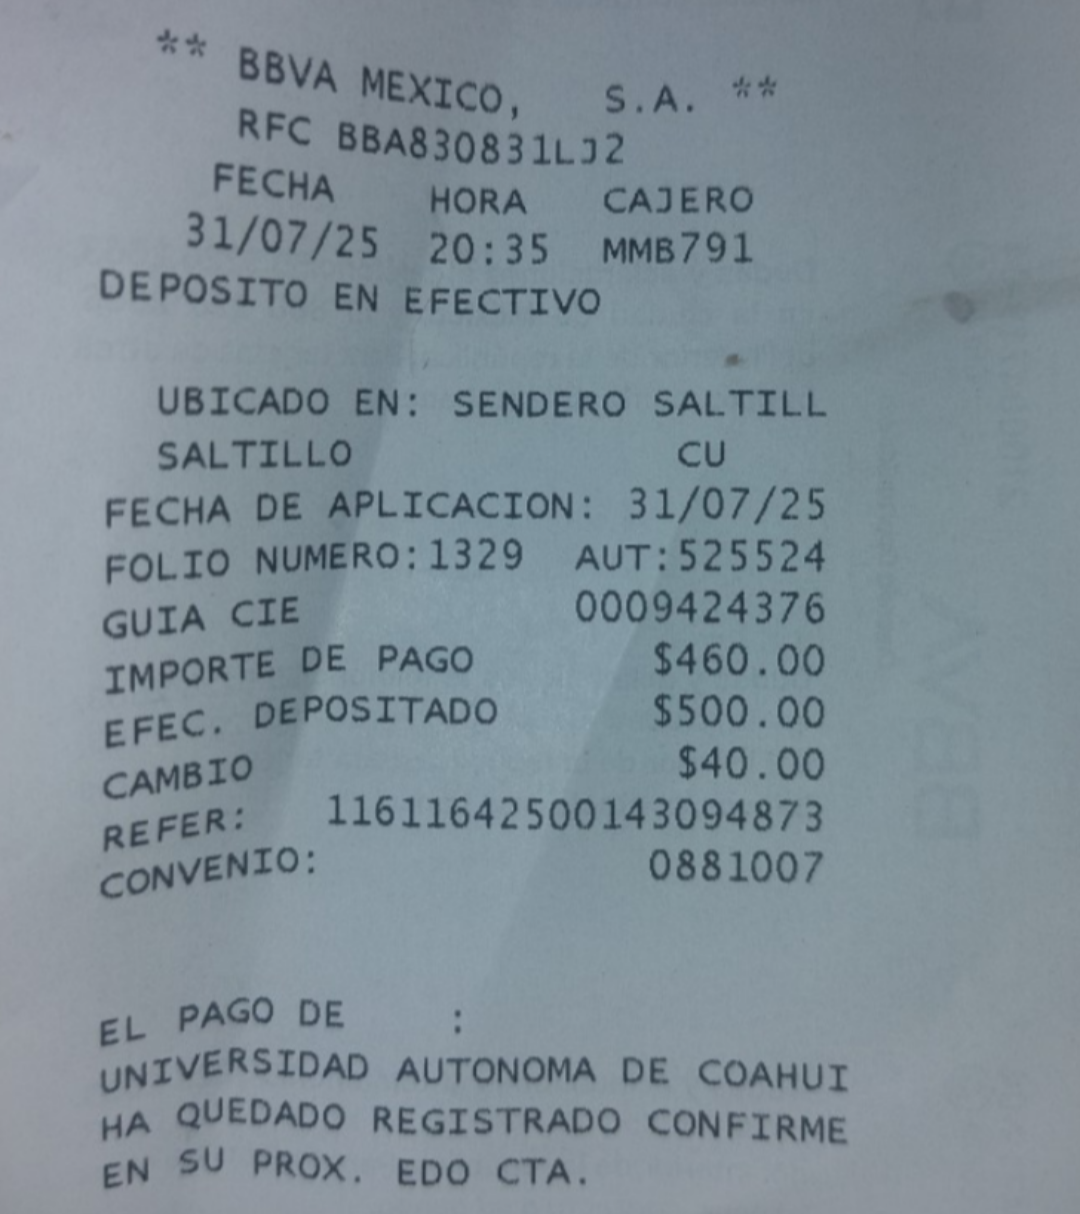 ** BBVA MEXICO, S.A. **
RFC BBA830831LJ2
FECHA HORA CAJERO
31/07/25 20:35 MMB791
DEPOSITO EN EFECTIVO
UBICADO EN: SENDERO SALTILL
SALTILLO CU
FECHA DE APLICACION: 31/07/25
FOLIO NUMERO:1329 AUT:525524
GUIA CIE 0009424376
IMPORTE DE PAGO $460.00
EFEC. DEPOSITADO $500.00
CAMBIO $40.00
REFER: 11611642500143094873
CONVENIO: 0881007
EL PAGO DE :
UNIVERSIDAD AUTONOMA DE COAHUI
HA QUEDADO REGISTRADO CONFIRME
EN SU PROX. EDO CTA.